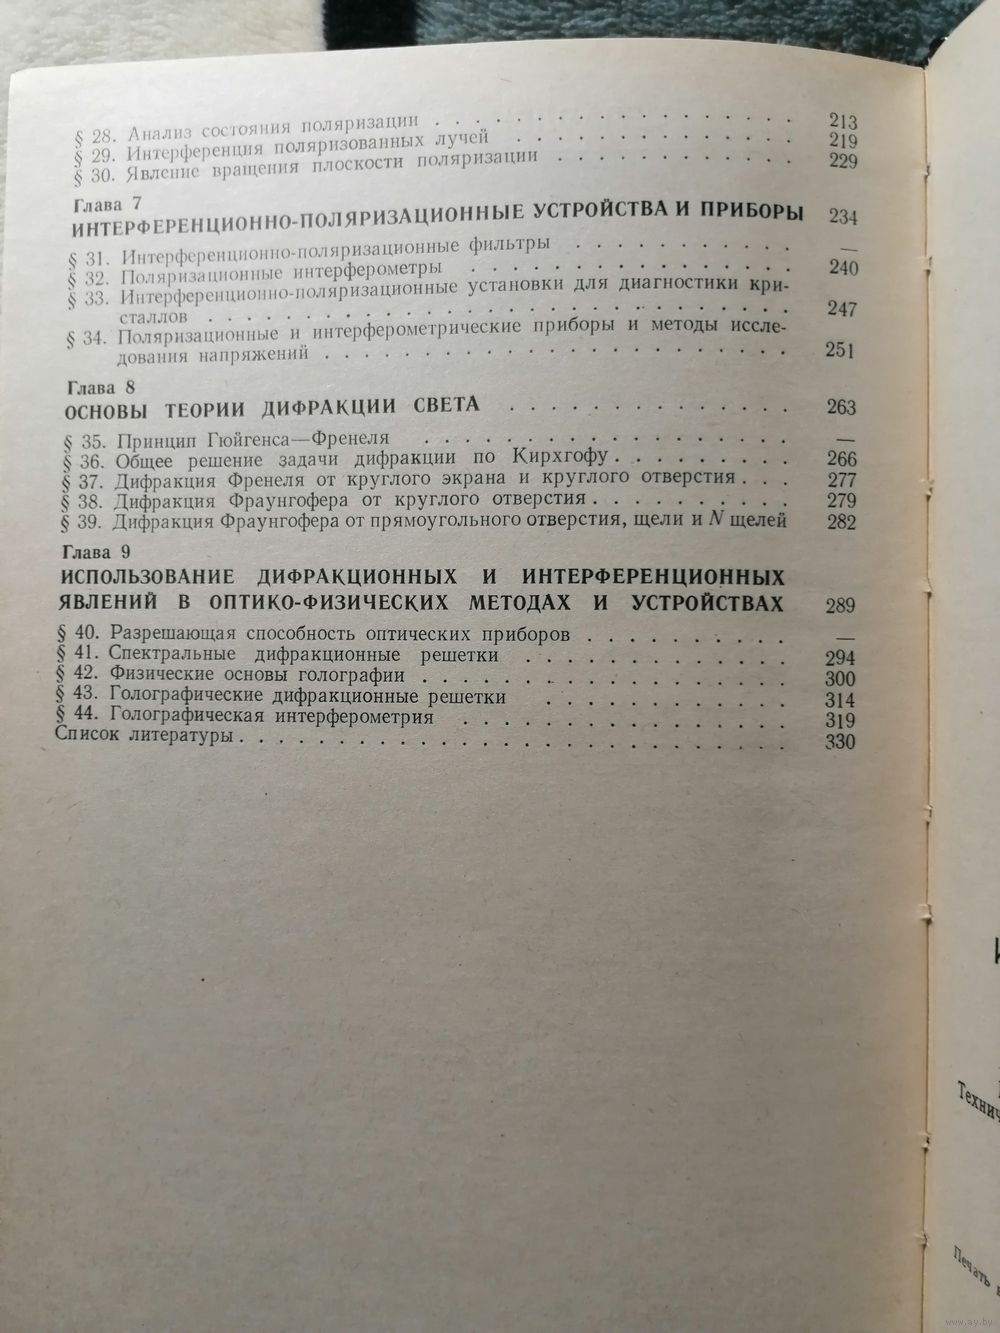 § 28. Анализ состояния поляризации . . . . . . . . . . . . . . . . . 213
§ 29. Интерференция поляризованных лучей . . . . . . . . . . . . . 219
§ 30. Явление вращения плоскости поляризации . . . . . . . . . . . 229
Глава 7
ИНТЕРФЕРЕНЦИОННО-ПОЛЯРИЗАЦИОННЫЕ УСТРОЙСТВА И ПРИБОРЫ 234
§ 31. Интерференционно-поляризационные фильтры . . . . . . . . . . —
§ 32. Поляризационные интерферометры . . . . . . . . . . . . . . . 240
§ 33. Интерференционно-поляризационные установки для диагностики кри-
сталлов . . . . . . . . . . . . . . . . . . . . . . . . 247
§ 34. Поляризационные и интерферометрические приборы и методы иссле-
дования напряжений . . . . . . . . . . . . . . . . . . . 251
Глава 8
ОСНОВЫ ТЕОРИИ ДИФРАКЦИИ СВЕТА . . . . . . . . . . . 263
§ 35. Принцип Гюйгенса—Френеля . . . . . . . . . . . . . . . . —
§ 36. Общее решение задачи дифракции по Кирхгофу . . . . . . . . . 266
§ 37. Дифракция Френеля от круглого экрана и круглого отверстия . . . 277
§ 38. Дифракция Фраунгофера от круглого отверстия . . . . . . . . . 279
§ 39. Дифракция Фраунгофера от прямоугольного отверстия, щели и N щелей 282
Глава 9
ИСПОЛЬЗОВАНИЕ ДИФРАКЦИОННЫХ И ИНТЕРФЕРЕНЦИОННЫХ
ЯВЛЕНИЙ В ОПТИКО-ФИЗИЧЕСКИХ МЕТОДАХ И УСТРОЙСТВАХ 289
§ 40. Разрешающая способность оптических приборов . . . . . . . . . . —
§ 41. Спектральные дифракционные решетки . . . . . . . . . . . . 294
§ 42. Физические основы голографии . . . . . . . . . . . . . . . . 300
§ 43. Голографические дифракционные решетки . . . . . . . . . . . 314
§ 44. Голографическая интерферометрия . . . . . . . . . . . . . . 319
Список литературы . . . . . . . . . . . . . . . . . . . . . . . . 330
www.ay.by